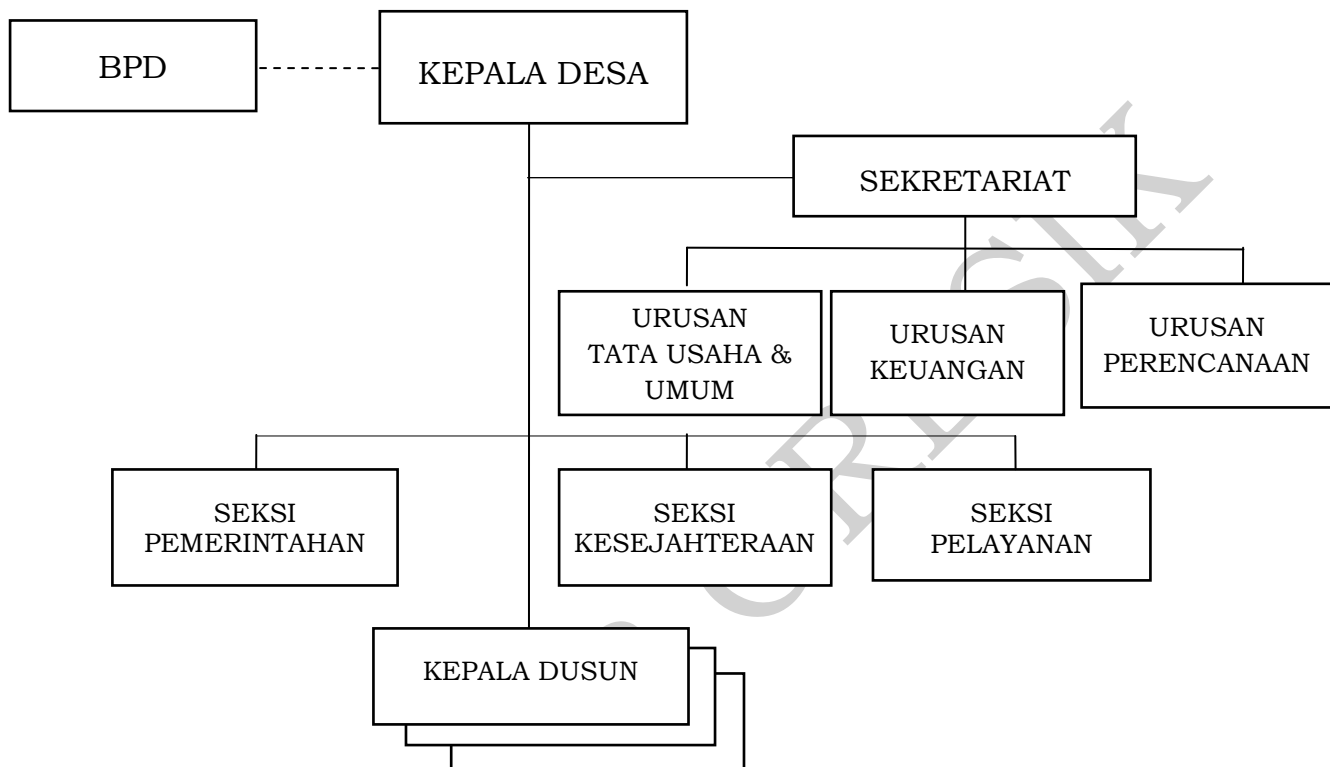 BPD
KEPALA DESA
SEKRETARIAT
URUSAN
TATA USAHA &
UMUM
URUSAN
KEUANGAN
URUSAN
PERENCANAAN
SEKSI
PEMERINTAHAN
SEKSI
KESEJAHTERAAN
SEKSI
PELAYANAN
KEPALA DUSUN